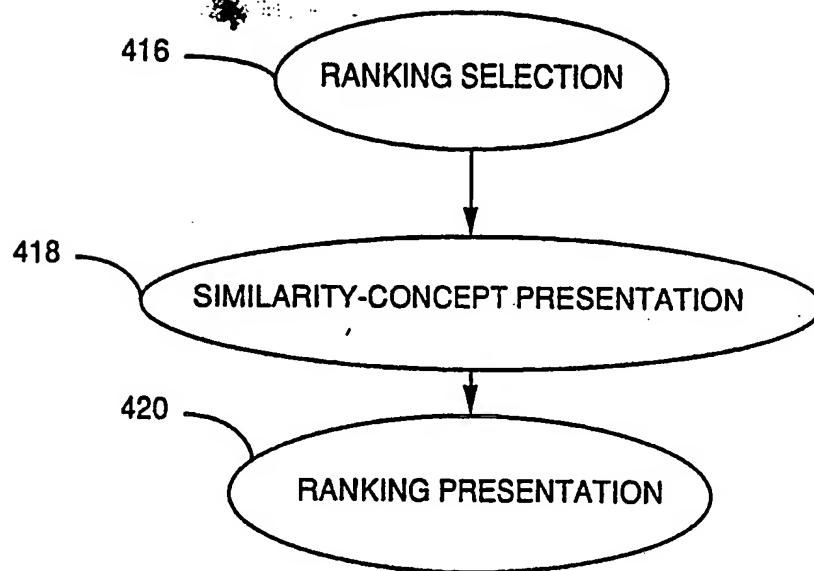 416
RANKING SELECTION
418
SIMILARITY-CONCEPT PRESENTATION
420
RANKING PRESENTATION